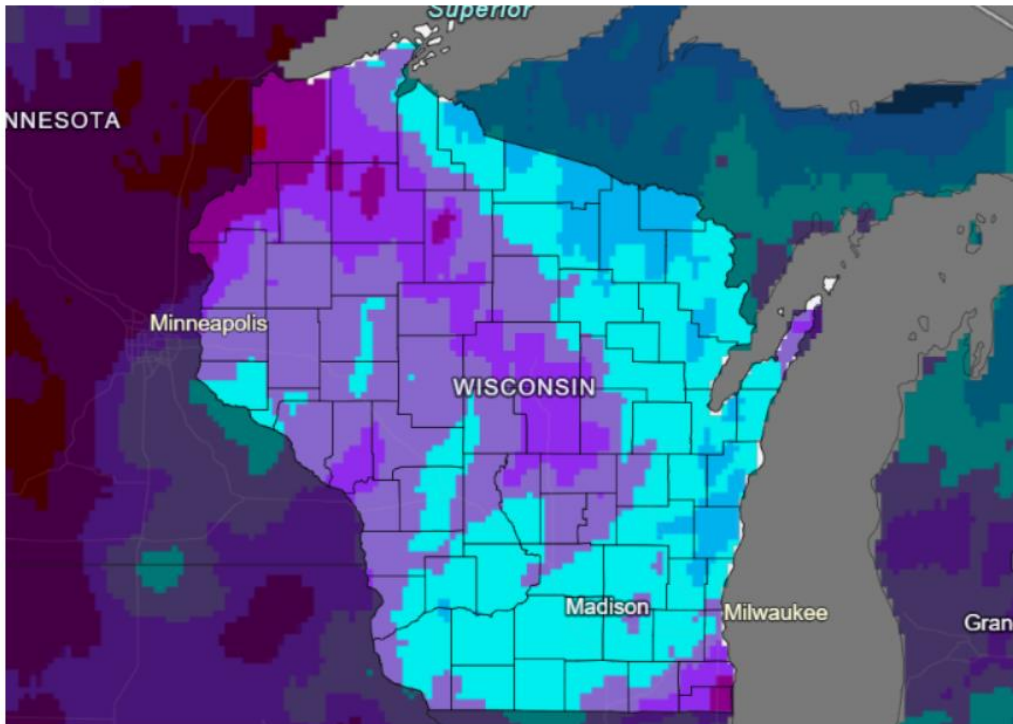 Superior
NNESOTA
Minneapolis
WISCONSIN
Madison
Milwaukee
Gran